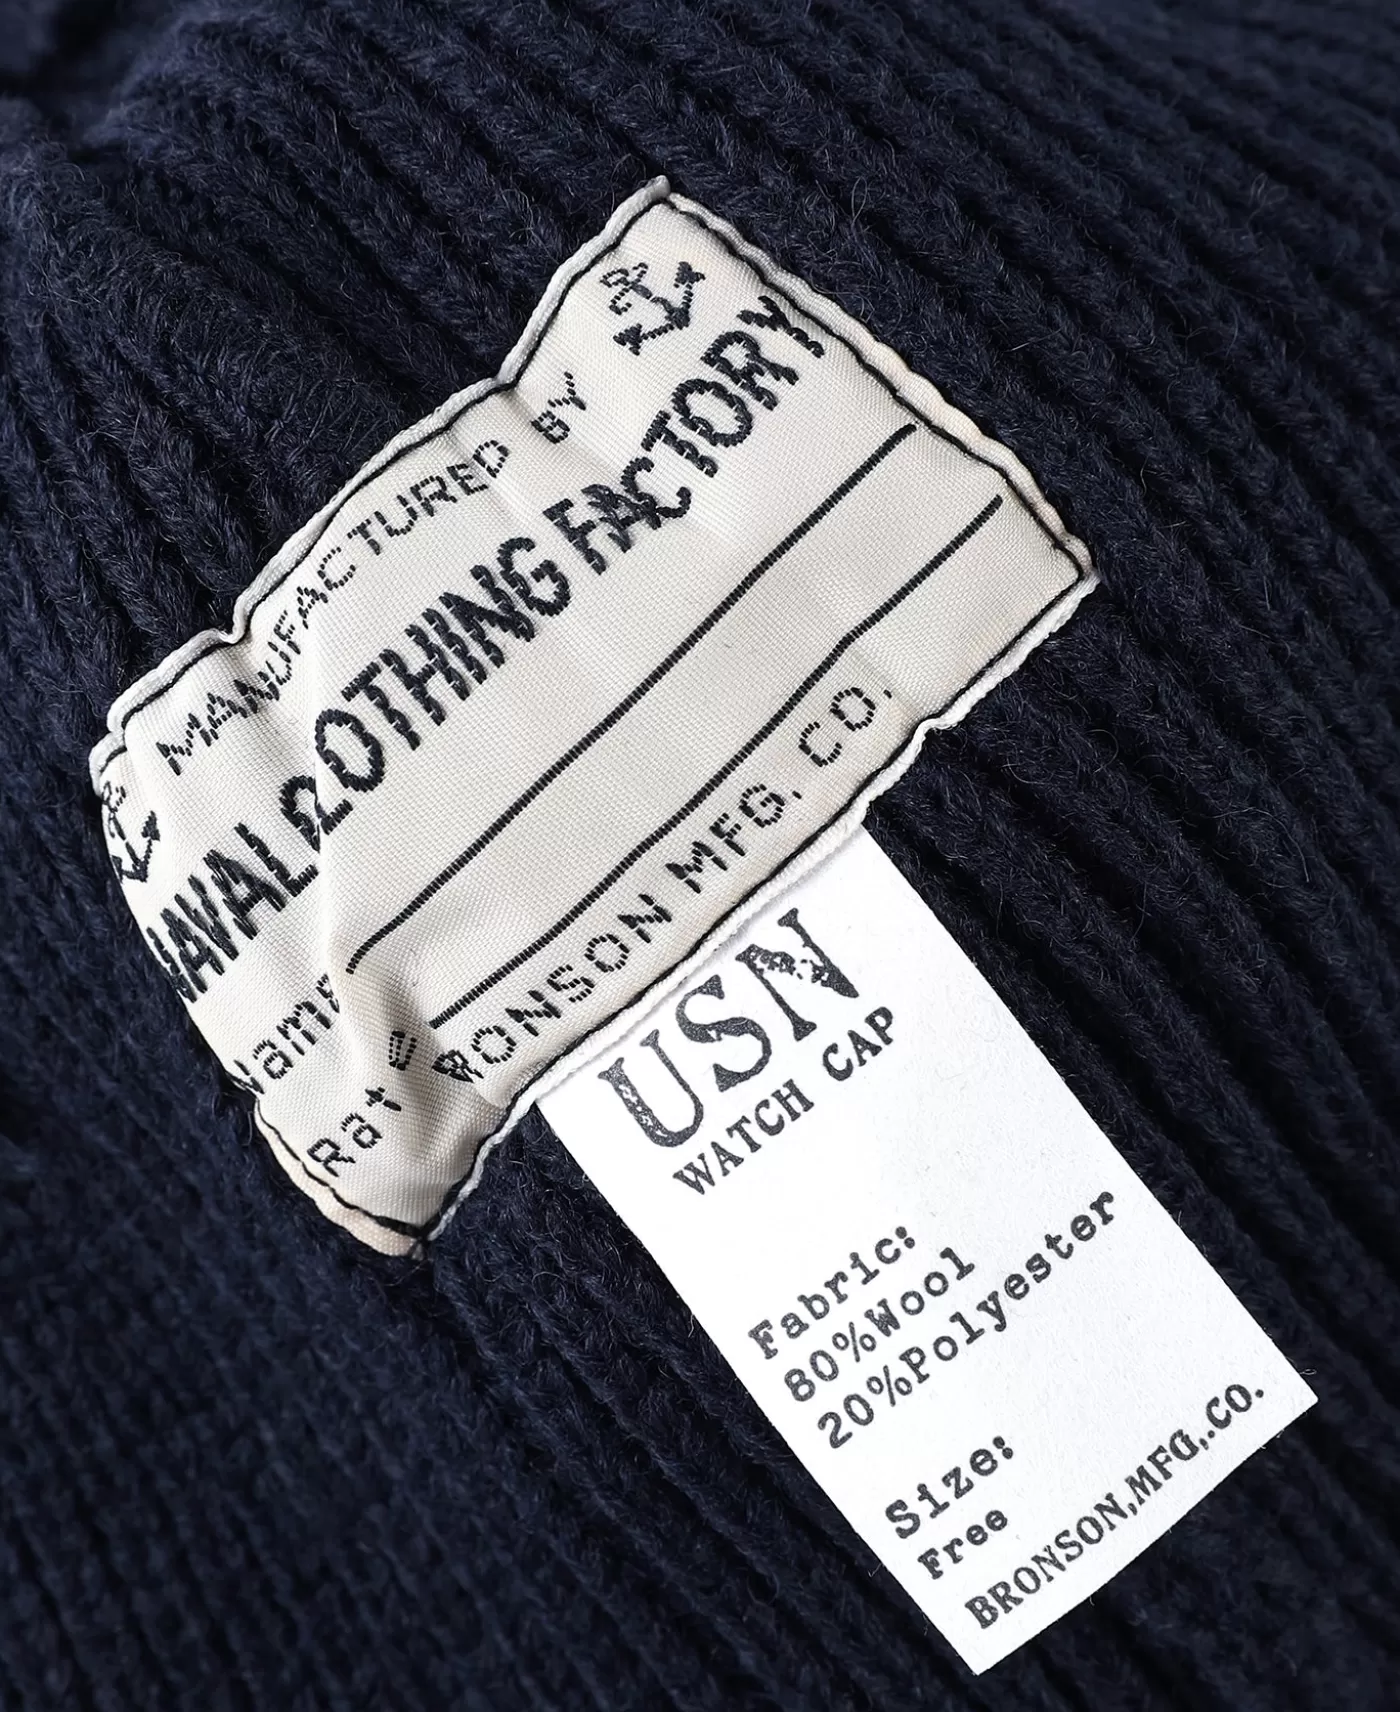 MANUFACTURED BY
NAVAL CLOTHING FACTORY
Name
Rate
BRONSON MFG. CO.
USN
WATCH CAP
Fabric:
80%Wool
20%Polyester
Size:
Free
BRONSON,MFG,.CO.